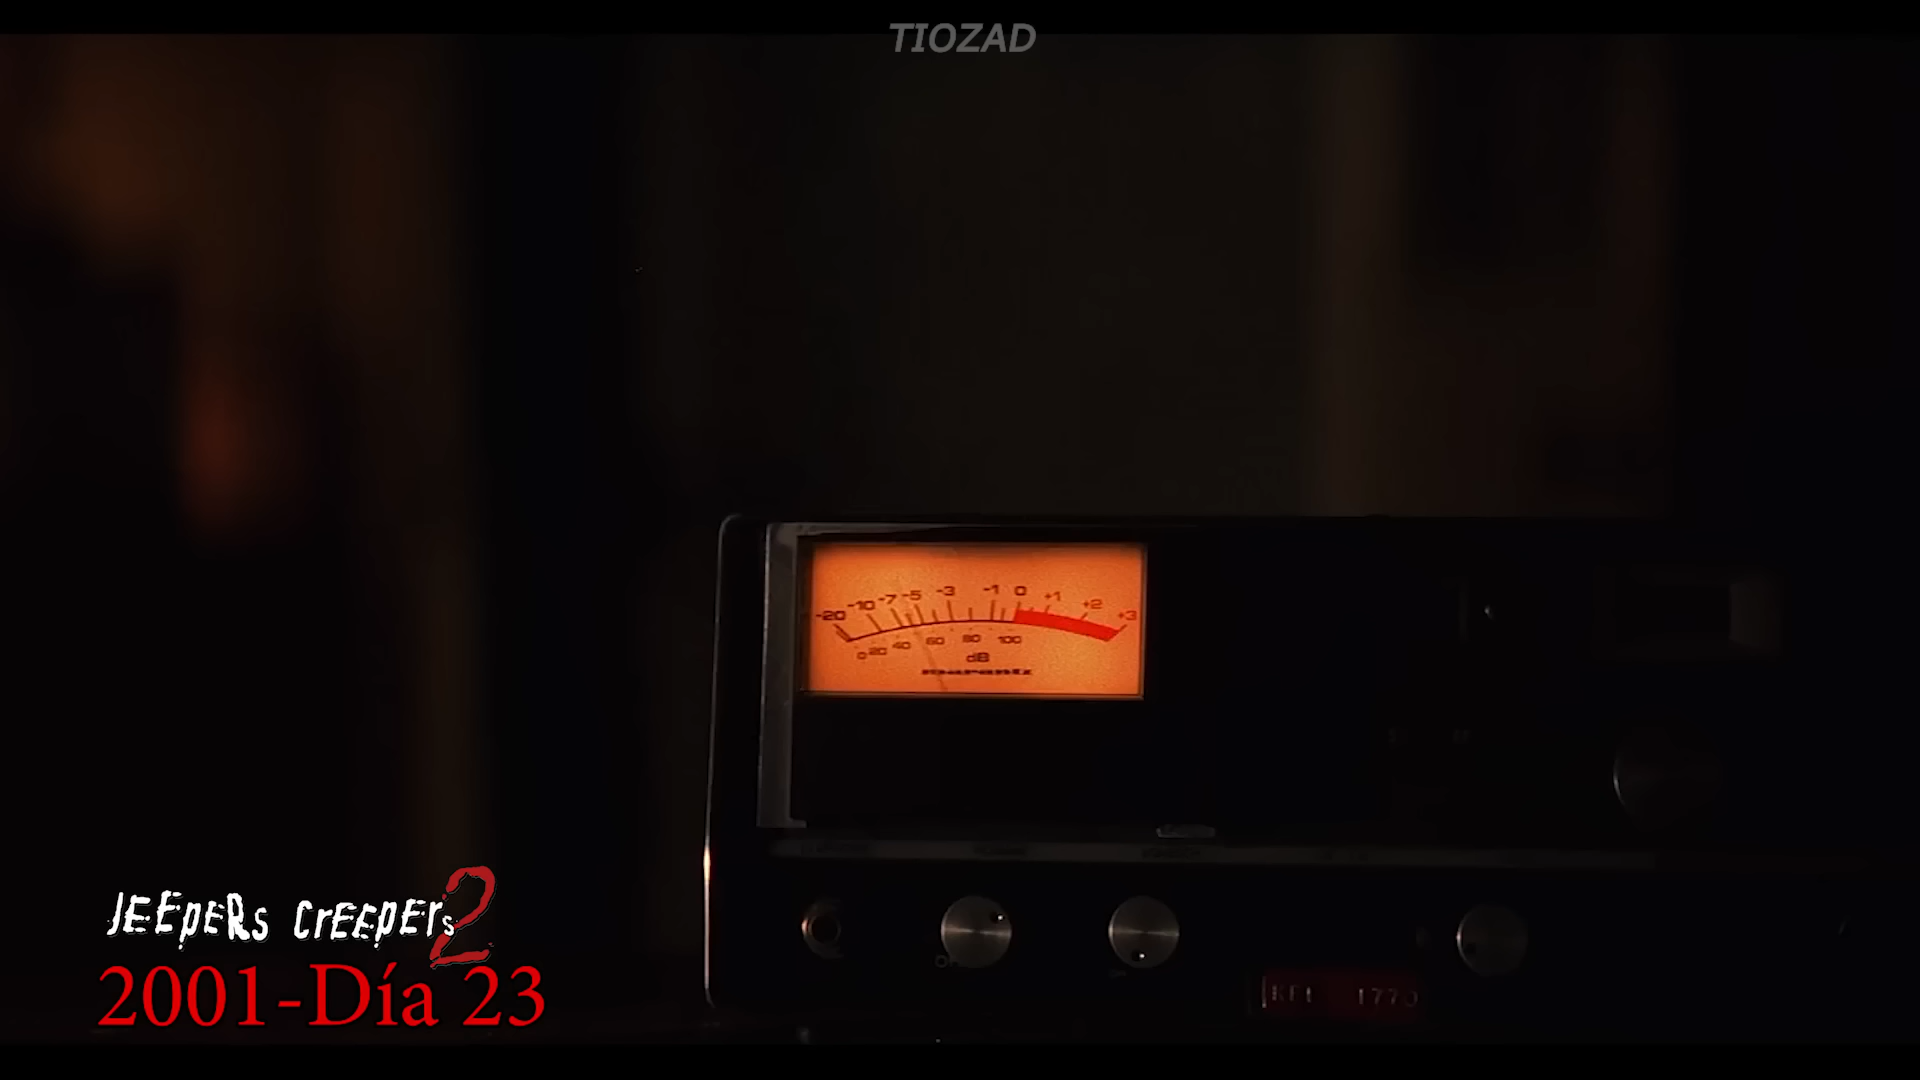 TIOZAD
-20 -10 -7 -5 -3 -1 0 +1 +2 +3
0 20 40 60 80 100
dB
marantz
JEEPERS CREEPERS 2
2001-Día 23